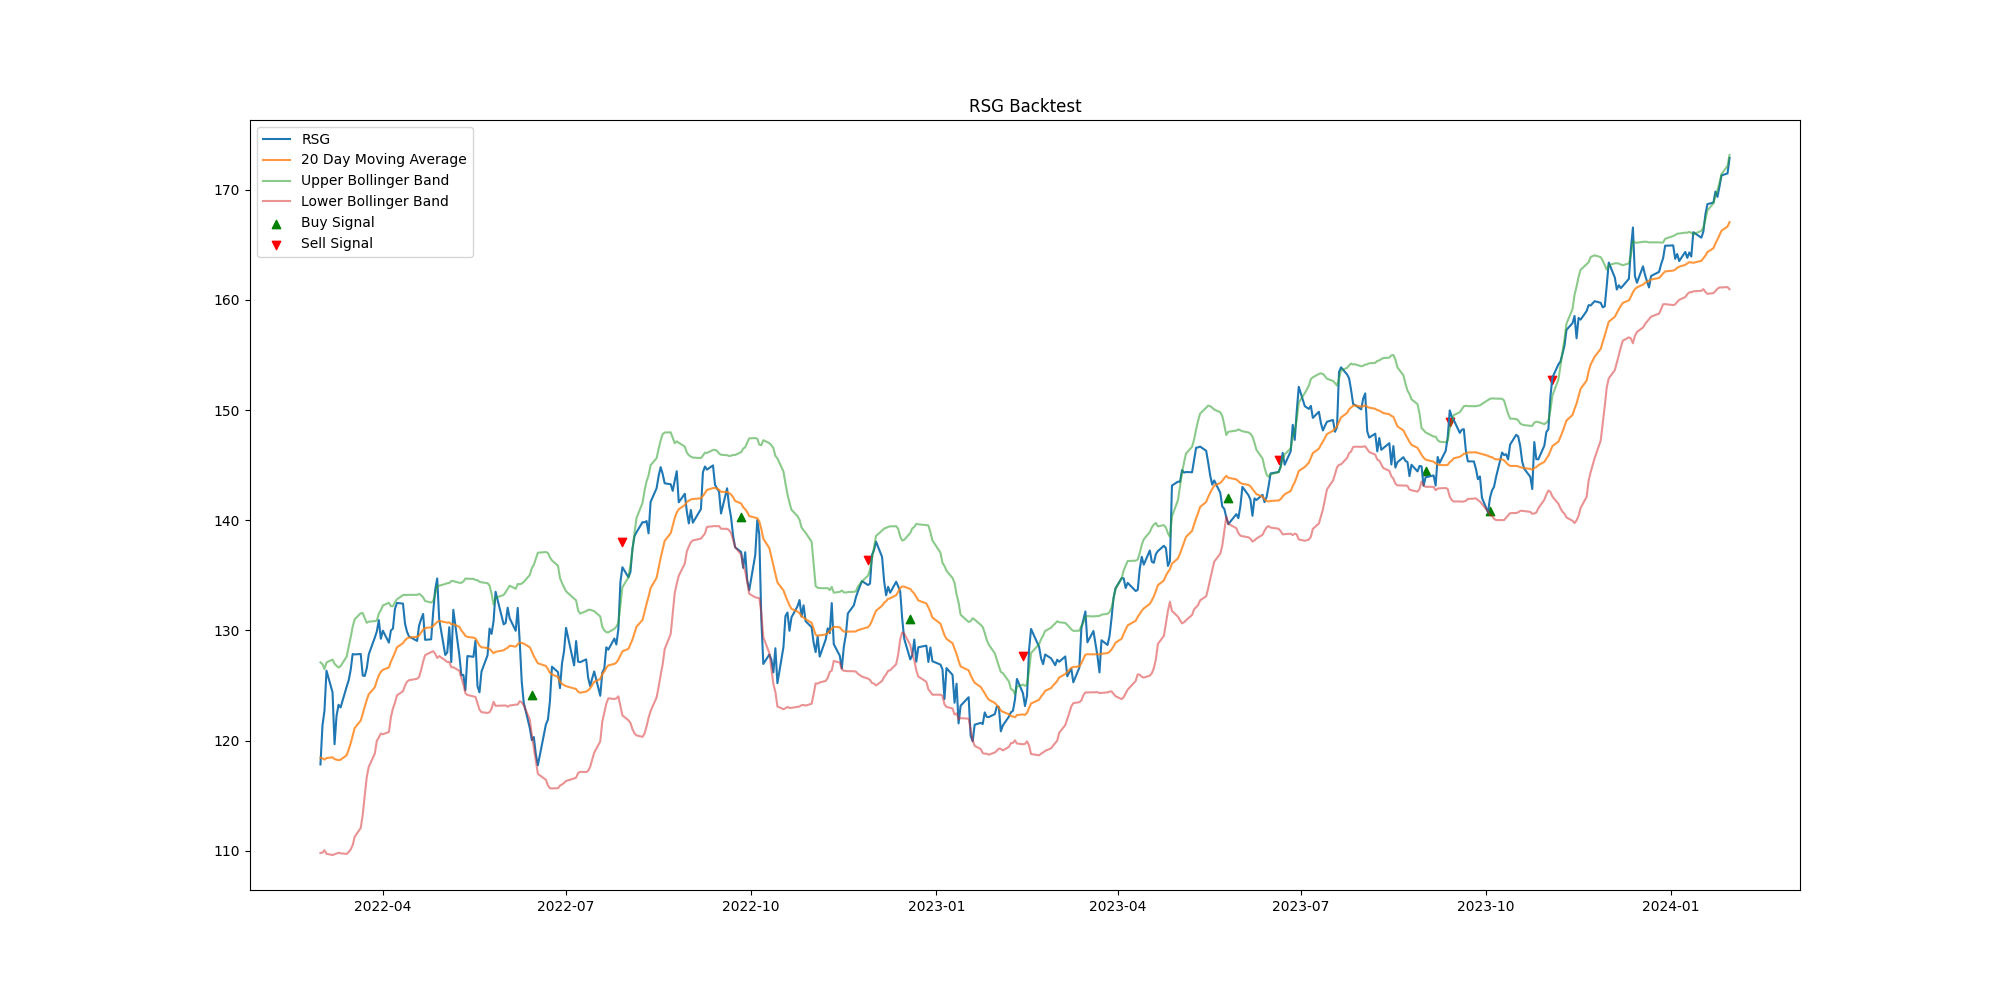 RSG Backtest
RSG
20 Day Moving Average
Upper Bollinger Band
Lower Bollinger Band
Buy Signal
Sell Signal
170
160
150
140
130
120
110
2022-04
2022-07
2022-10
2023-01
2023-04
2023-07
2023-10
2024-01